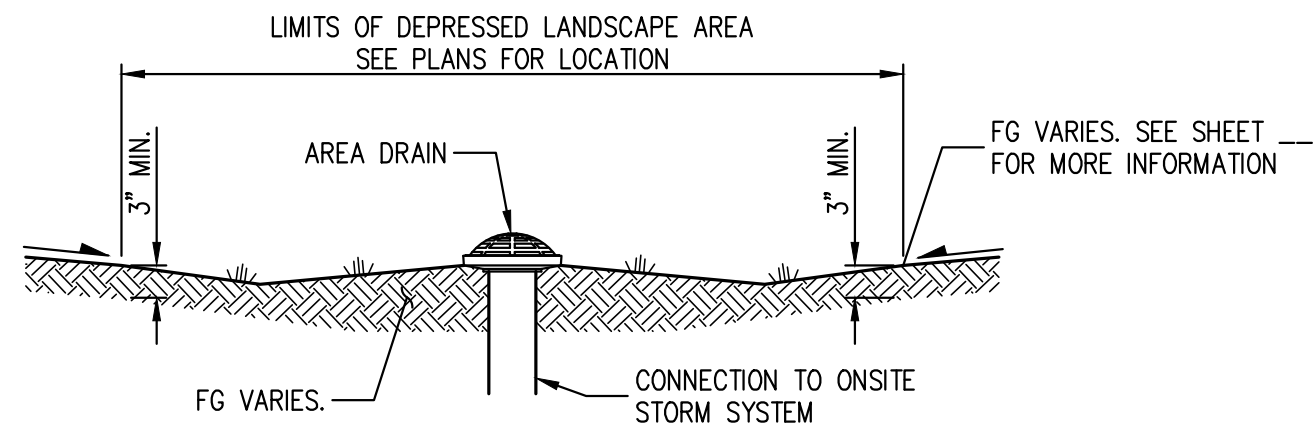 LIMITS OF DEPRESSED LANDSCAPE AREA
SEE PLANS FOR LOCATION
3" MIN.
AREA DRAIN
3" MIN.
FG VARIES. SEE SHEET __
FOR MORE INFORMATION
FG VARIES.
CONNECTION TO ONSITE
STORM SYSTEM